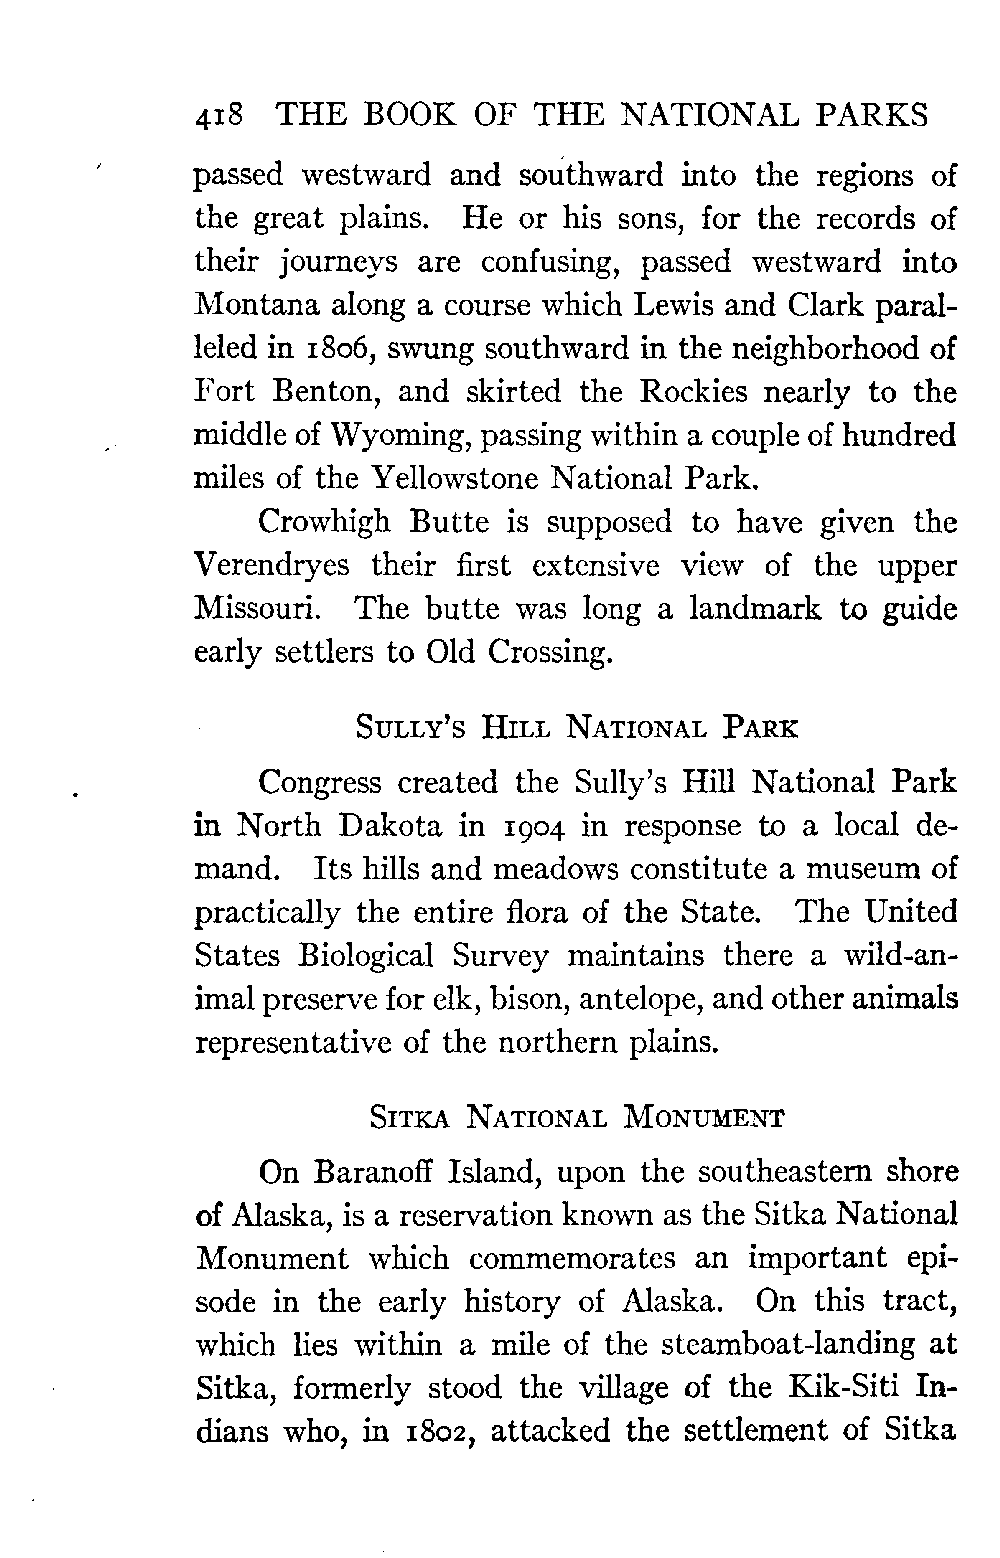 418 THE BOOK OF THE NATIONAL PARKS
passed westward and southward into the regions of
the great plains. He or his sons, for the records of
their journeys are confusing, passed westward into
Montana along a course which Lewis and Clark paral-
leled in 1806, swung southward in the neighborhood of
Fort Benton, and skirted the Rockies nearly to the
middle of Wyoming, passing within a couple of hundred
miles of the Yellowstone National Park.
Crowhigh Butte is supposed to have given the
Verendryes their first extensive view of the upper
Missouri. The butte was long a landmark to guide
early settlers to Old Crossing.
SULLY'S HILL NATIONAL PARK
Congress created the Sully's Hill National Park
in North Dakota in 1904 in response to a local de-
mand. Its hills and meadows constitute a museum of
practically the entire flora of the State. The United
States Biological Survey maintains there a wild-an-
imal preserve for elk, bison, antelope, and other animals
representative of the northern plains.
SITKA NATIONAL MONUMENT
On Baranoff Island, upon the southeastern shore
of Alaska, is a reservation known as the Sitka National
Monument which commemorates an important epi-
sode in the early history of Alaska. On this tract,
which lies within a mile of the steamboat-landing at
Sitka, formerly stood the village of the Kik-Siti In-
dians who, in 1802, attacked the settlement of Sitka